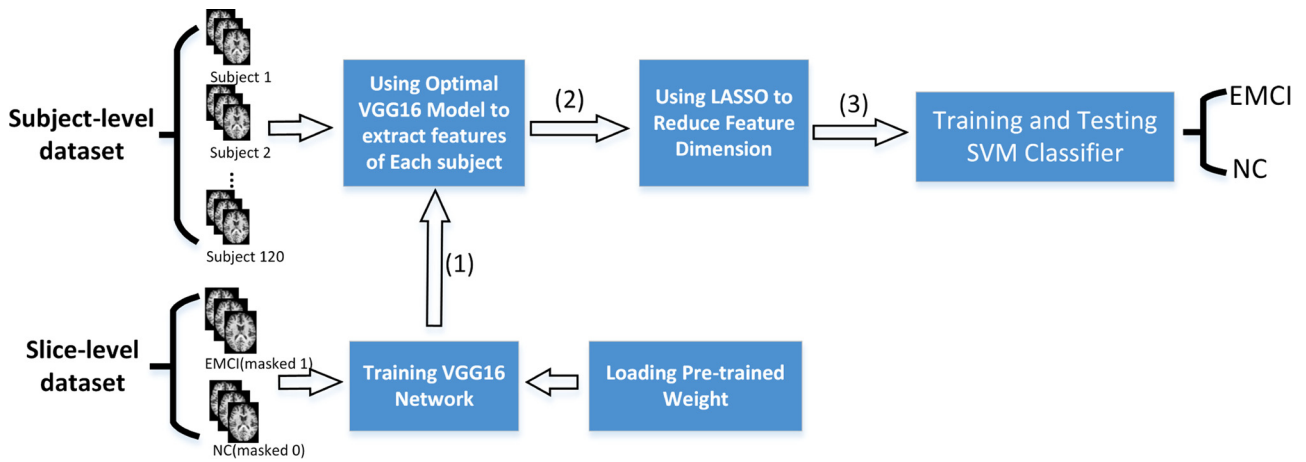 Subject-level
dataset
Subject 1
Subject 2
Subject 120
Using Optimal
VGG16 Model to
extract features
of Each subject
(2)
Using LASSO to
Reduce Feature
Dimension
(3)
Training and Testing
SVM Classifier
EMCI
NC
(1)
Slice-level
dataset
EMCI(masked 1)
NC(masked 0)
Training VGG16
Network
Loading Pre-trained
Weight